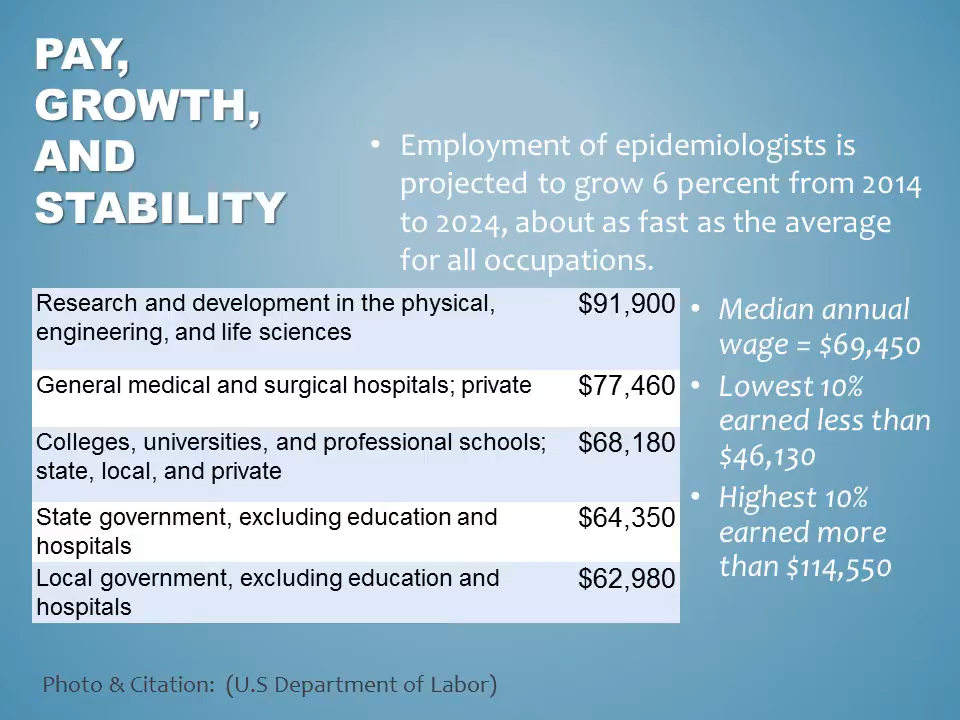 PAY,
GROWTH,
AND
STABILITY
• Employment of epidemiologists is
projected to grow 6 percent from 2014
to 2024, about as fast as the average
for all occupations.
Research and development in the physical, $91,900
engineering, and life sciences
General medical and surgical hospitals; private $77,460
Colleges, universities, and professional schools; $68,180
state, local, and private
State government, excluding education and $64,350
hospitals
Local government, excluding education and $62,980
hospitals
• Median annual
wage = $69,450
• Lowest 10%
earned less than
$46,130
• Highest 10%
earned more
than $114,550
Photo & Citation: (U.S Department of Labor)